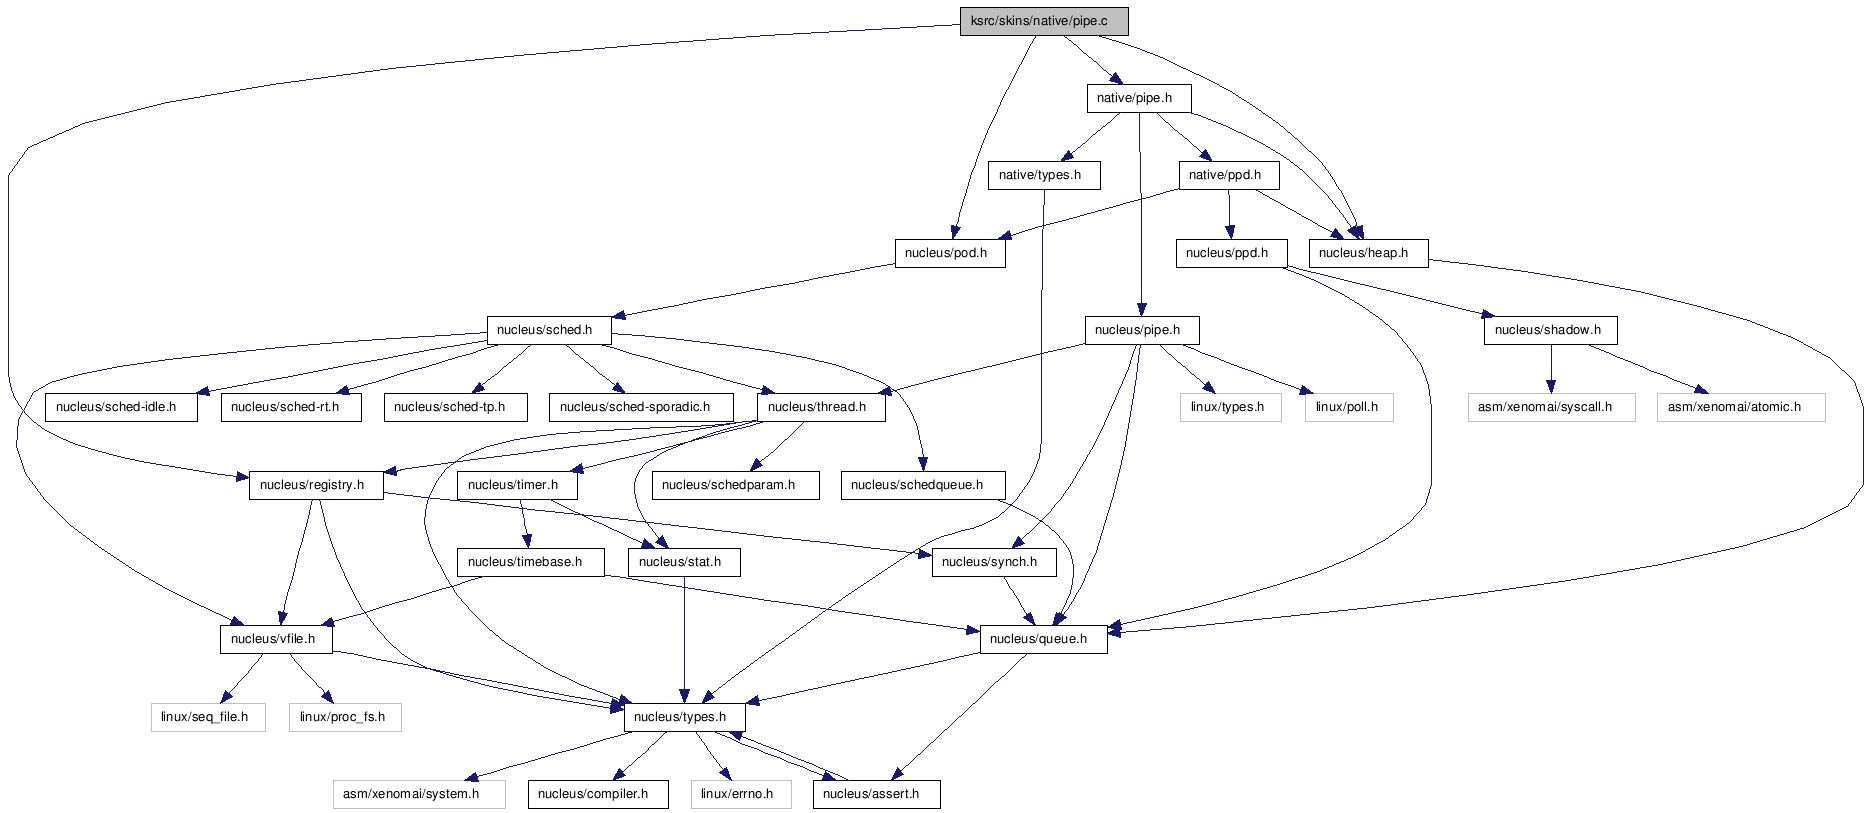 ksrc/skins/native/pipe.c
native/pipe.h
native/types.h
native/ppd.h
nucleus/pod.h
nucleus/ppd.h
nucleus/heap.h
nucleus/sched.h
nucleus/pipe.h
nucleus/shadow.h
nucleus/sched-idle.h
nucleus/sched-rt.h
nucleus/sched-tp.h
nucleus/sched-sporadic.h
nucleus/thread.h
linux/types.h
linux/poll.h
asm/xenomai/syscall.h
asm/xenomai/atomic.h
nucleus/registry.h
nucleus/timer.h
nucleus/schedparam.h
nucleus/schedqueue.h
nucleus/timebase.h
nucleus/stat.h
nucleus/synch.h
nucleus/vfile.h
nucleus/queue.h
linux/seq_file.h
linux/proc_fs.h
nucleus/types.h
asm/xenomai/system.h
nucleus/compiler.h
linux/errno.h
nucleus/assert.h